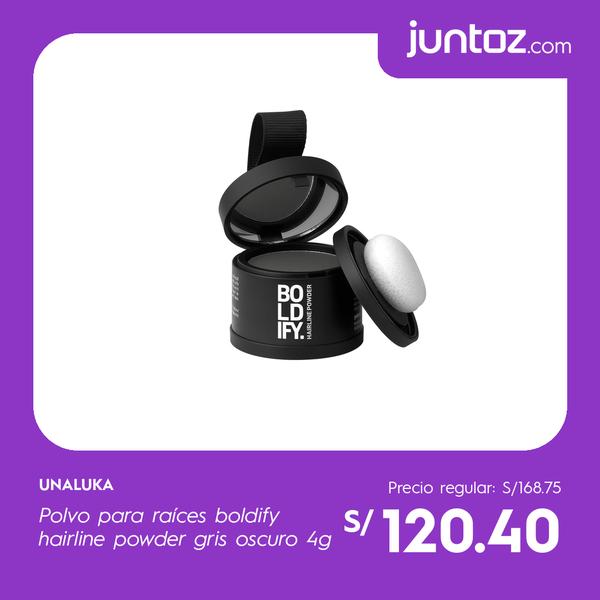 juntoz.com
BO
LD
IFY.
HAIRLINE POWDER
UNALUKA
Polvo para raíces boldify
hairline powder gris oscuro 4g
Precio regular: S/168.75
S/120.40